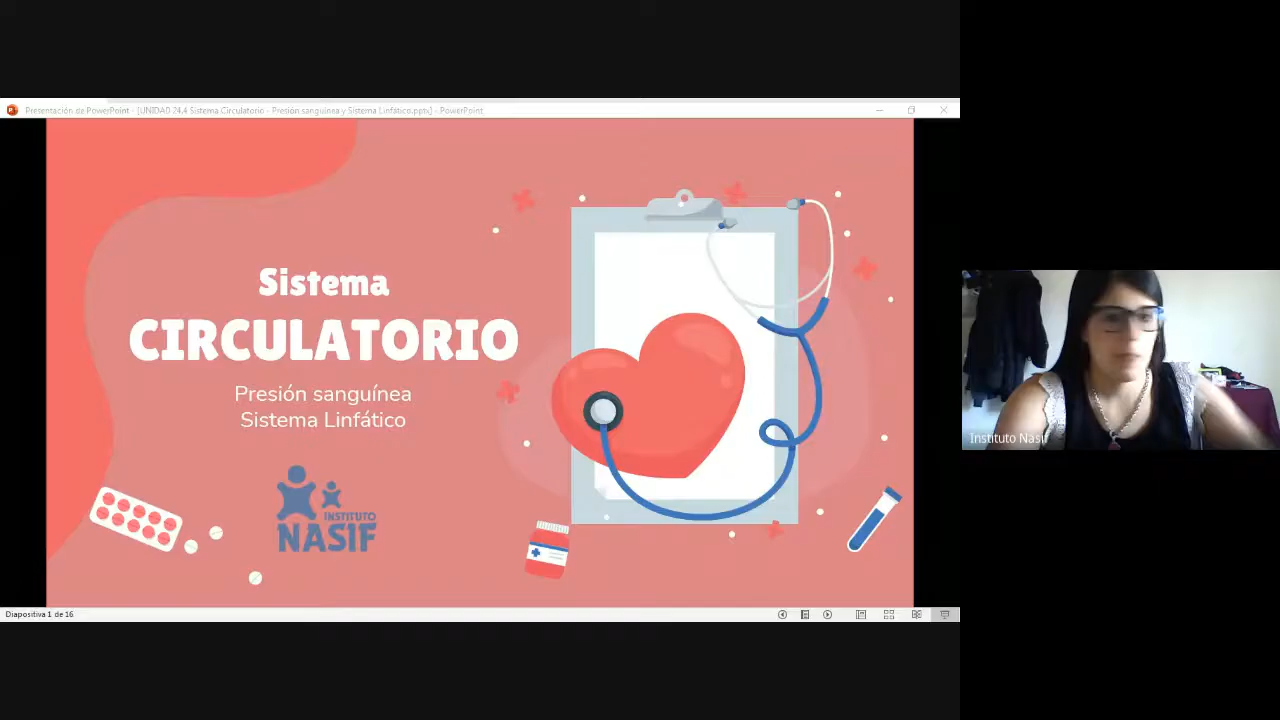 Presentación de PowerPoint - [UNIDAD 24.4 Sistema Circulatorio - Presión sanguínea y Sistema Linfático.pptx] - PowerPoint
Sistema
CIRCULATORIO
Presión sanguínea
Sistema Linfático
INSTITUTO
NASIF
Diapositiva 1 de 16
Instituto Nasif